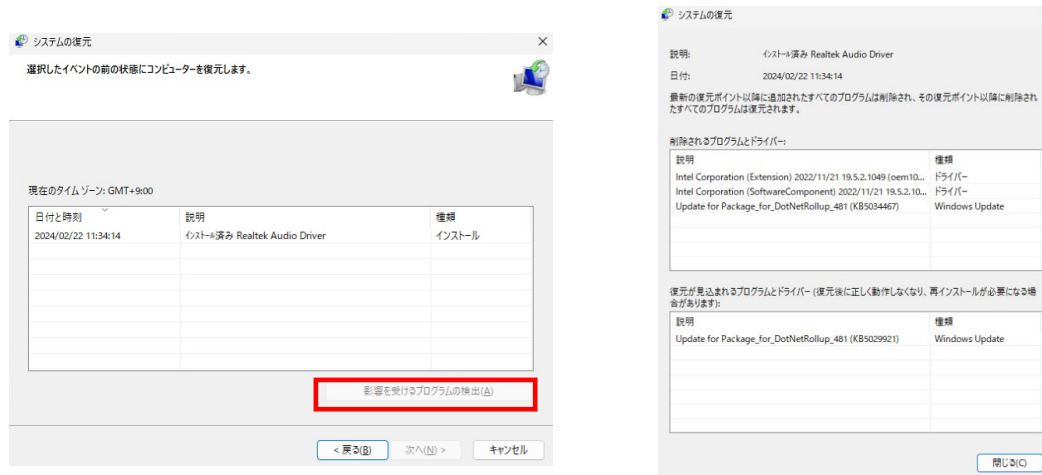 システムの復元
選択したイベントの前の状態にコンピューターを復元します。
現在のタイム ゾーン: GMT+9:00
日付と時刻 説明 種類
2024/02/22 11:34:14 インストール済み Realtek Audio Driver インストール
影響を受けるプログラムの検出(A)
< 戻る(B) 次へ(N) > キャンセル
システムの復元
説明: インストール済み Realtek Audio Driver
日付: 2024/02/22 11:34:14
最新の復元ポイント以降に追加されたすべてのプログラムは削除され、その復元ポイント以降に削除され
たすべてのプログラムは復元されます。
削除されるプログラムとドライバー:
説明 種類
Intel Corporation (Extension) 2022/11/21 19.5.2.1049 (oem10... ドライバー
Intel Corporation (SoftwareComponent) 2022/11/21 19.5.2.10... ドライバー
Update for Package_for_DotNetRollup_481 (KB5034467) Windows Update
復元が見込まれるプログラムとドライバー (復元後に正しく動作しなくなり、再インストールが必要になる場
合があります):
説明 種類
Update for Package_for_DotNetRollup_481 (KB5029921) Windows Update
閉じる(C)